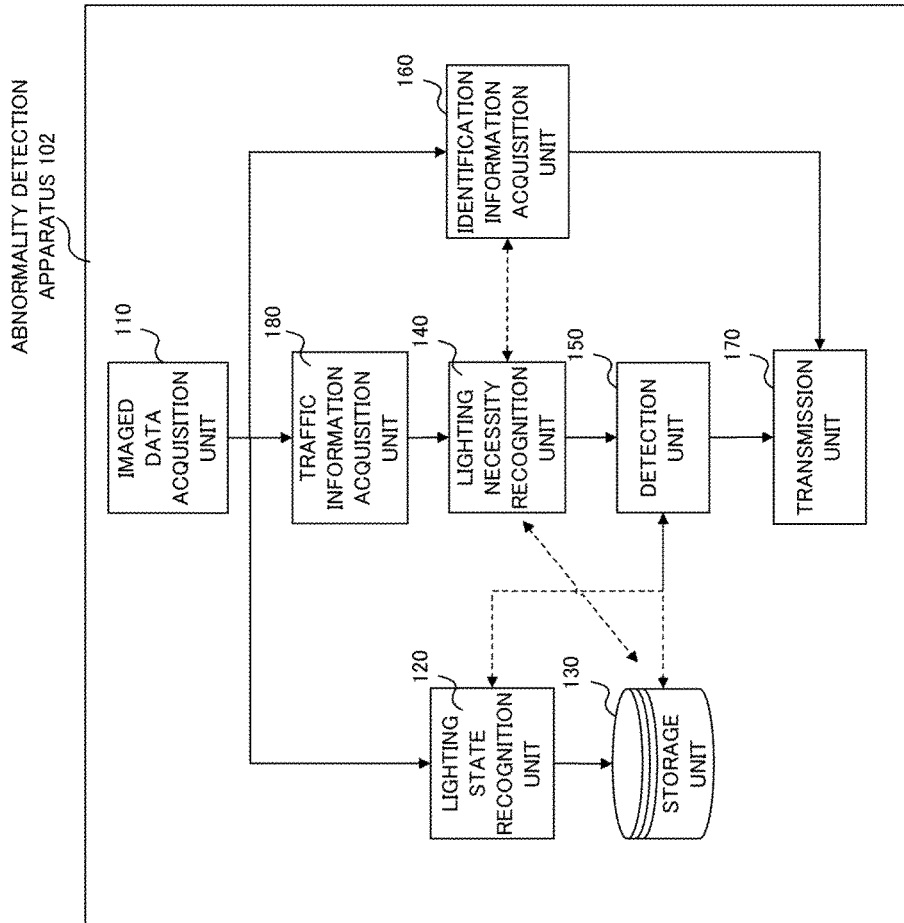 ABNORMALITY DETECTION
APPARATUS 102
110
IMAGED
DATA
ACQUISITION
UNIT
180
TRAFFIC
INFORMATION
ACQUISITION
UNIT
120
LIGHTING
STATE
RECOGNITION
UNIT
140
LIGHTING
NECESSITY
RECOGNITION
UNIT
160
IDENTIFICATION
INFORMATION
ACQUISITION
UNIT
130
STORAGE
UNIT
150
DETECTION
UNIT
170
TRANSMISSION
UNIT